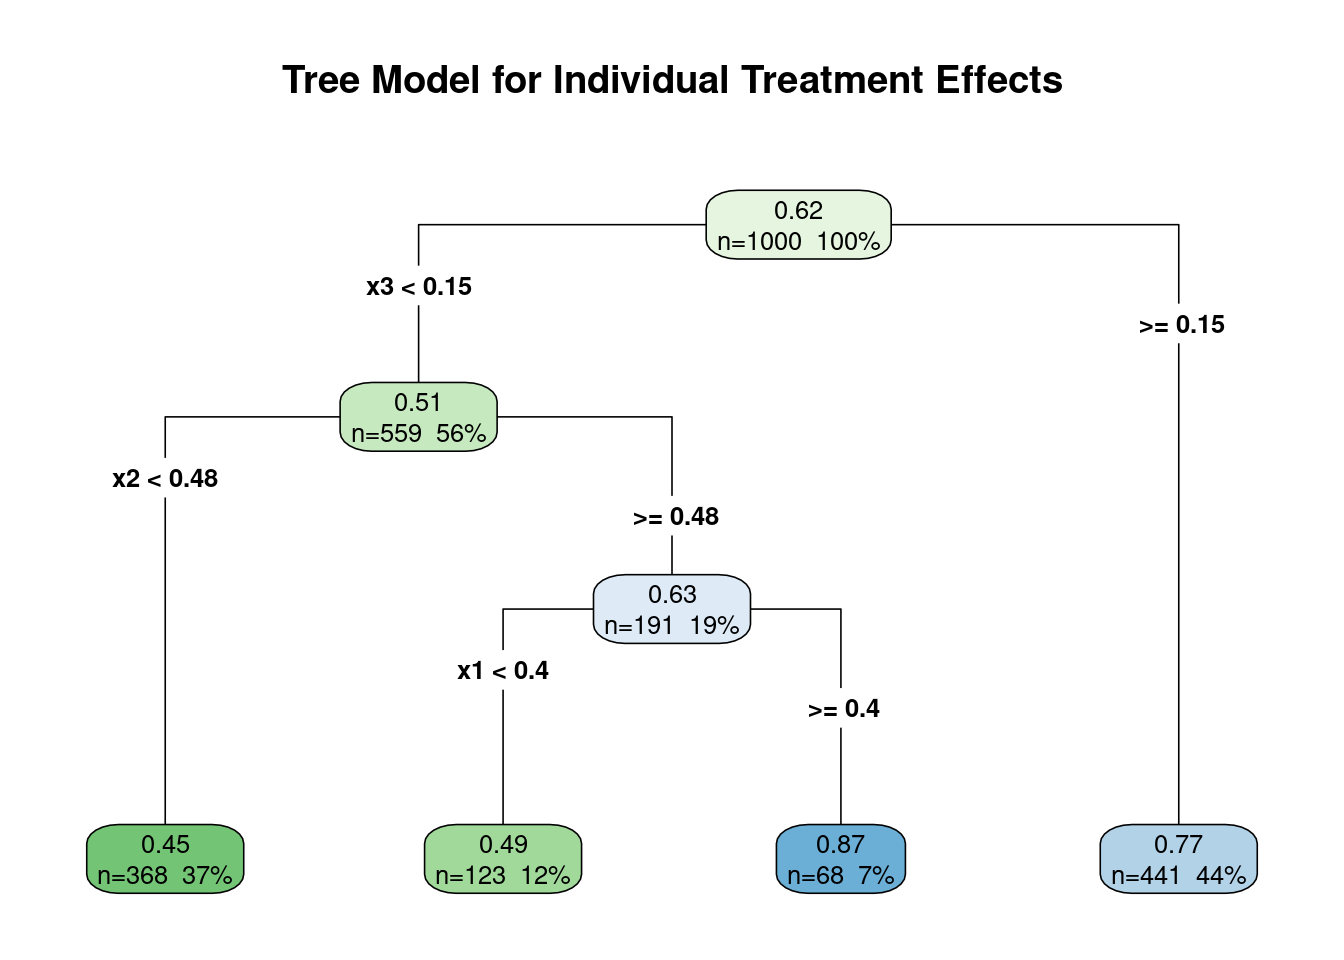 Tree Model for Individual Treatment Effects
0.62
n=1000 100%
x3 < 0.15
>= 0.15
0.51
n=559 56%
x2 < 0.48
>= 0.48
0.63
n=191 19%
x1 < 0.4
>= 0.4
0.45
n=368 37%
0.49
n=123 12%
0.87
n=68 7%
0.77
n=441 44%